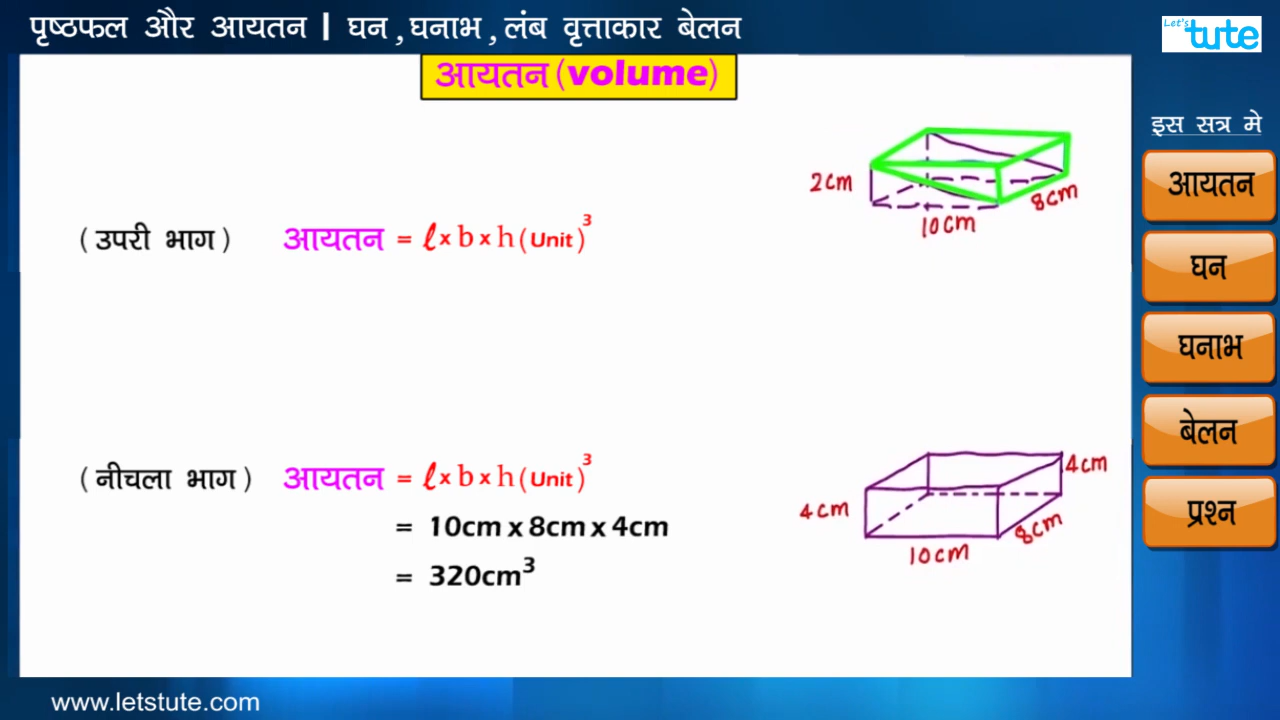 पृष्ठफल और आयतन | घन , घनाभ , लंब वृत्ताकार बेलन
Let's tute
आयतन (volume)
इस सत्र मे
आयतन
घन
घनाभ
बेलन
प्रश्न
2cm
10cm
8cm
( उपरी भाग ) आयतन = ℓ × b × h (Unit)³
( नीचला भाग ) आयतन = ℓ × b × h (Unit)³
= 10cm x 8cm x 4cm
= 320cm³
4cm
4cm
10cm
8cm
www.letstute.com